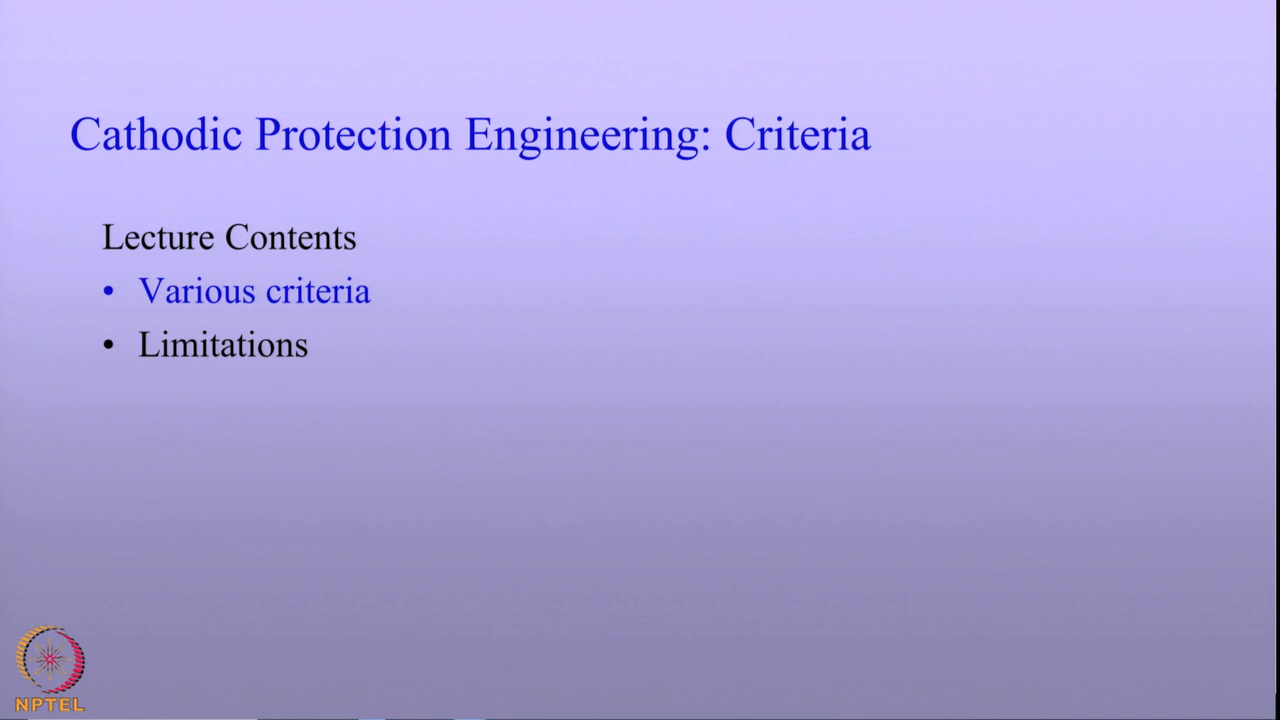 Cathodic Protection Engineering: Criteria
Lecture Contents
• Various criteria
• Limitations
NPTEL